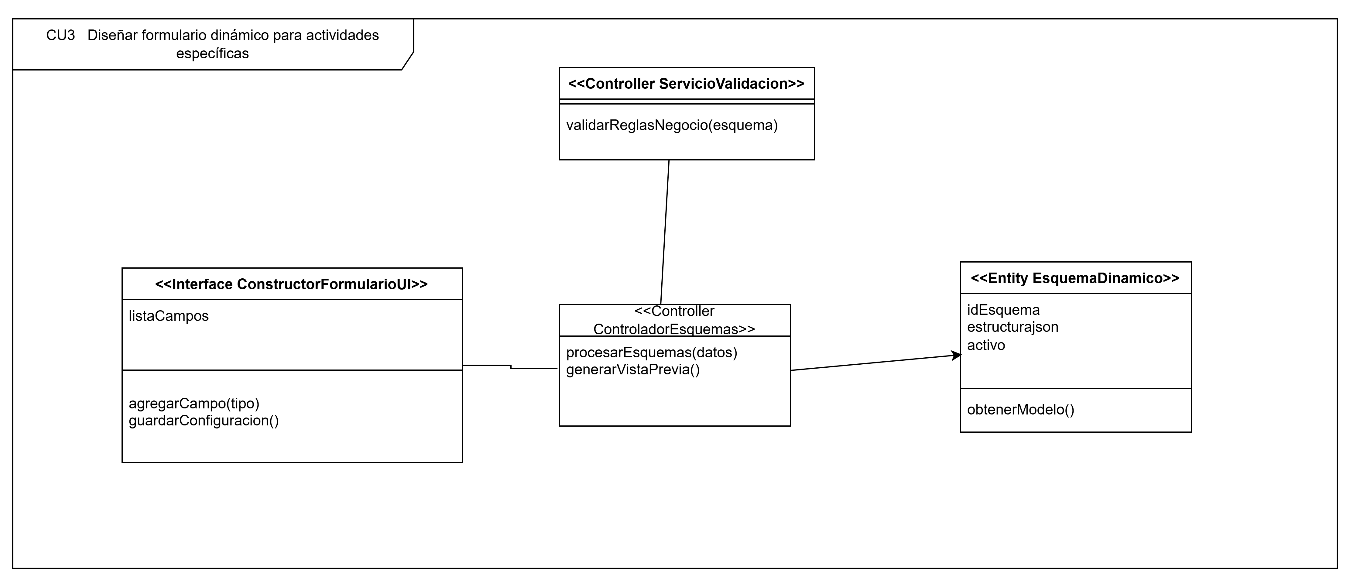 CU3   Diseñar formulario dinámico para actividades
específicas
<<Controller ServicioValidacion>>
validarReglasNegocio(esquema)
<<Interface ConstructorFormularioUI>>
listaCampos
agregarCampo(tipo)
guardarConfiguracion()
<<Controller
ControladorEsquemas>>
procesarEsquemas(datos)
generarVistaPrevia()
<<Entity EsquemaDinamico>>
idEsquema
estructurajson
activo
obtenerModelo()